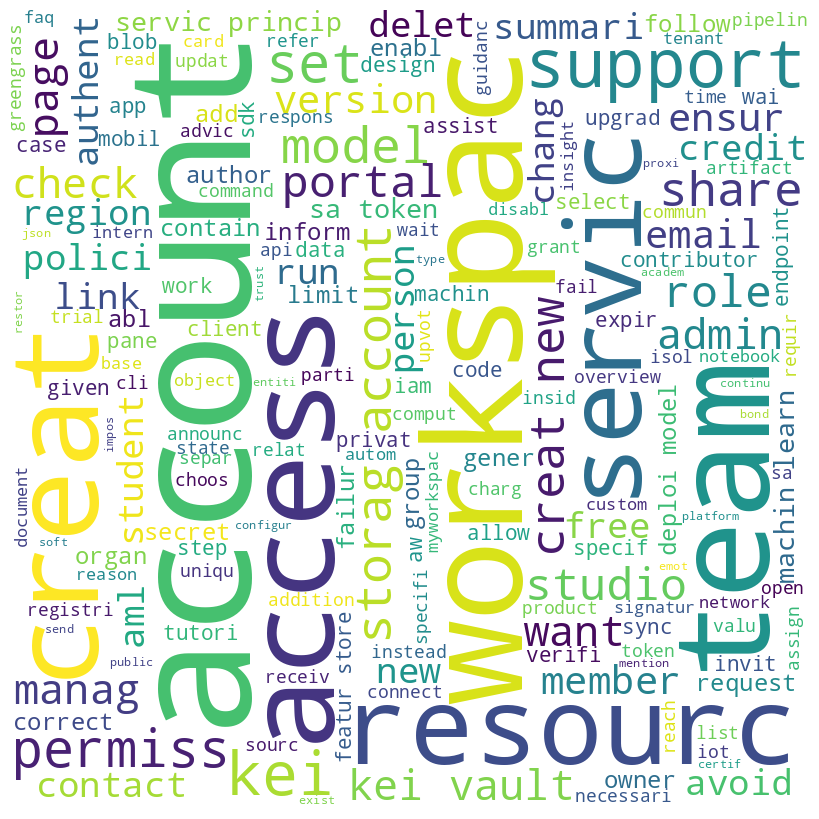 faq
card
servic princip
delet
summari
follow
pipelin
greengrass
blob
read
refer
enabl
tenant
page
authent
updat
set
design
guidanc
support
app
sdk
version
time
wai
mobil
add
respons
assist
chang
upgrad
ensur
case
advic
model
insight
credit
check
author
portal
proxi
artifact
account
command
disabl
select
share
region
contain
sa token
grant
commun
json
intern
inform
wait
email
polici
api
data
type
contributor
endpoint
restor
work
trust
run
limit
machin
fail
academ
link
storag account
person
workspac
creat new
servic
role
trial
abl
client
upvot
expir
admin
requir
creat
pane
access
code
isol
notebook
base
object
entiti
parti
overview
given
cli
iam
insid
continu
student
comput
team
bond
impos
announc
relat
privat
model
state
autom
gener
deploi
machin learn
separ
choos
failur
aw group
charg
sa
document
secret
myworkspac
custom
platform
soft
configur
step
allow
free
specif
organ
reason
uniqu
addition
specifi
studio
open
aml
product
signatur
network
registri
tutori
want
send
instead
verifi
sync
token
valu
assign
public
featur store
mention
invit
manag
receiv
new
connect
member
request
correct
resourc
permiss
sourc
reach
list
iot
certif
contact
kei
kei vault
owner
avoid
exist
necessari
emot